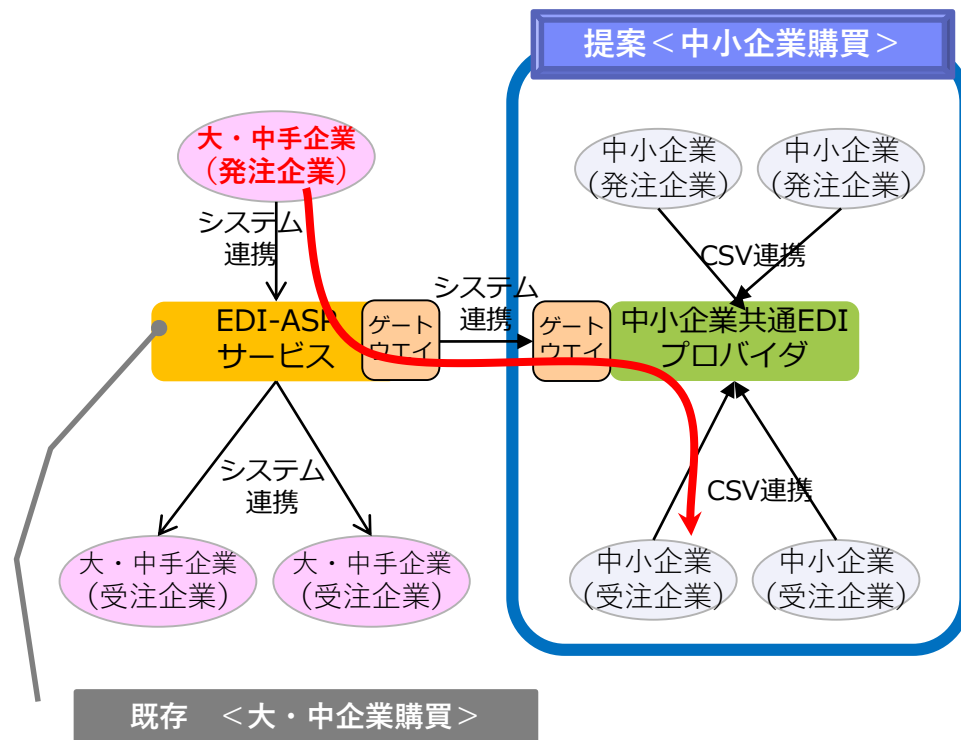 提案＜中小企業購買＞
大・中手企業
（発注企業）
中小企業
（発注企業）
中小企業
（発注企業）
システム
連携
CSV連携
システム
連携
EDI-ASP
サービス
ゲート
ウエイ
ゲート
ウエイ
中小企業共通EDI
プロバイダ
システム
連携
CSV連携
大・中手企業
（受注企業）
大・中手企業
（受注企業）
中小企業
（受注企業）
中小企業
（受注企業）
既存　＜大・中企業購買＞